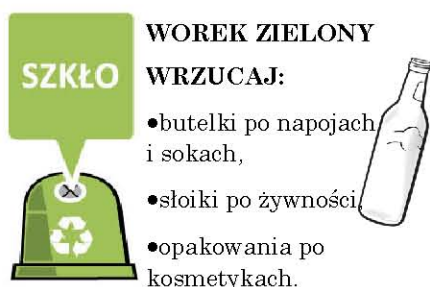 SZKŁO
WOREK ZIELONY
WRZUCAJ:
•butelki po napojach
i sokach,
•słoiki po żywności,
•opakowania po
kosmetykach.